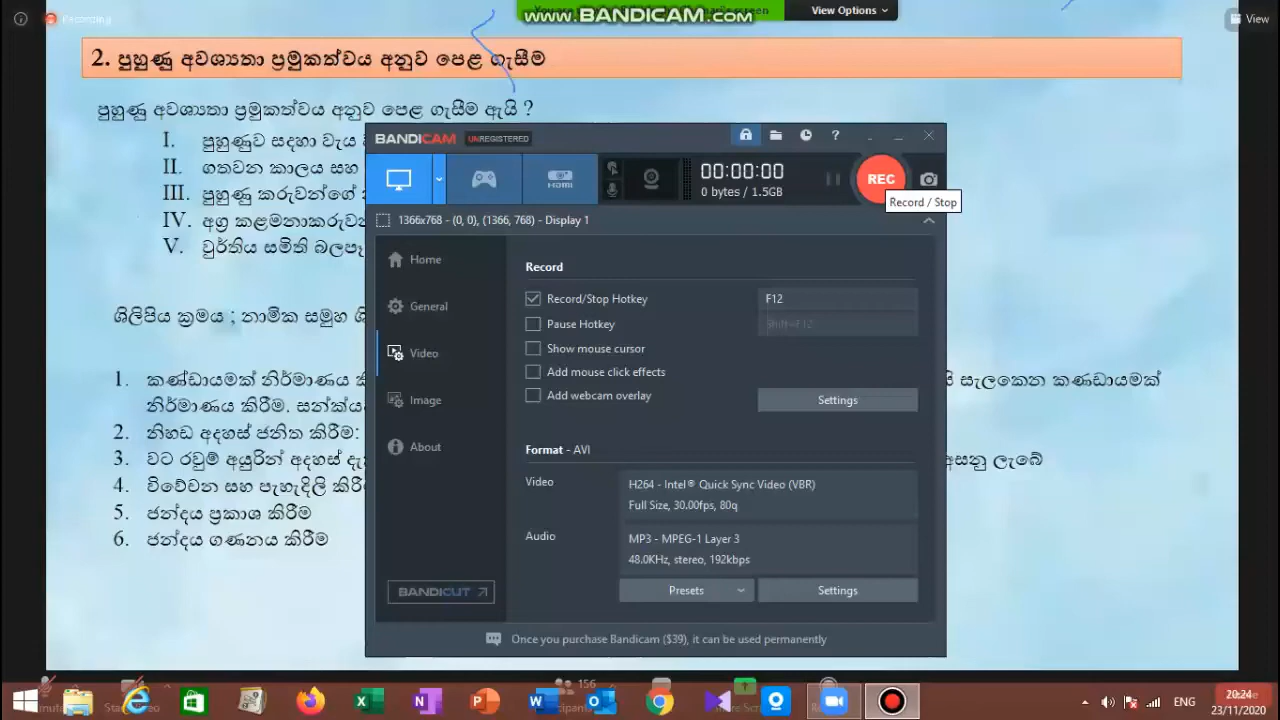 Recording
WWW.BANDICAM.COM
View Options
View
2. පුහුණු අවශ්‍යතා ප්‍රමුකත්වය අනුව පෙළ ගැසීම
පුහුණු අවශ්‍යතා ප්‍රමුකත්වය අනුව පෙළ ගැසීම ඇයි ?
I. පුහුණුව සඳහා වැය
II. ගතවන කාලය සහ
III. පුහුණු කරුවන්ගේ
IV. අග්‍ර කළමනාකරුවන්
V. වුර්තිය සමිති බලපෑ
ශිල්පිය ක්‍රමය ; නාමික සමුහ
1. කණ්ඩායමක් නිර්මාණය
සි සැලකෙන කණඩායමක්
නිර්මාණය කිරීම.
2. නිහඬ අදහස් ජනිත කිරීම:
3. වට රවුම් අයුරින් අදහස්
අසනු ලැබේ
4. විවේචන සහ පැහැදිලි
5. ඡන්දය ප්‍රකාශ කිරීම
6. ඡන්දය ගණනය කිරීම
BANDICAM UNREGISTERED
00:00:00
0 bytes / 1.5GB
REC
Record / Stop
HDMI
1366x768 - (0, 0), (1366, 768) - Display 1
Home
General
Video
Image
About
BANDICUT
Record
Record/Stop Hotkey F12
Pause Hotkey Shift+F12
Show mouse cursor
Add mouse click effects
Add webcam overlay
Settings
Format - AVI
Video
H264 - Intel® Quick Sync Video (VBR)
Full Size, 30.00fps, 80q
Audio
MP3 - MPEG-1 Layer 3
48.0KHz, stereo, 192kbps
Presets
Settings
Once you purchase Bandicam ($39), it can be used permanently
156
ENG
20:24
23/11/2020